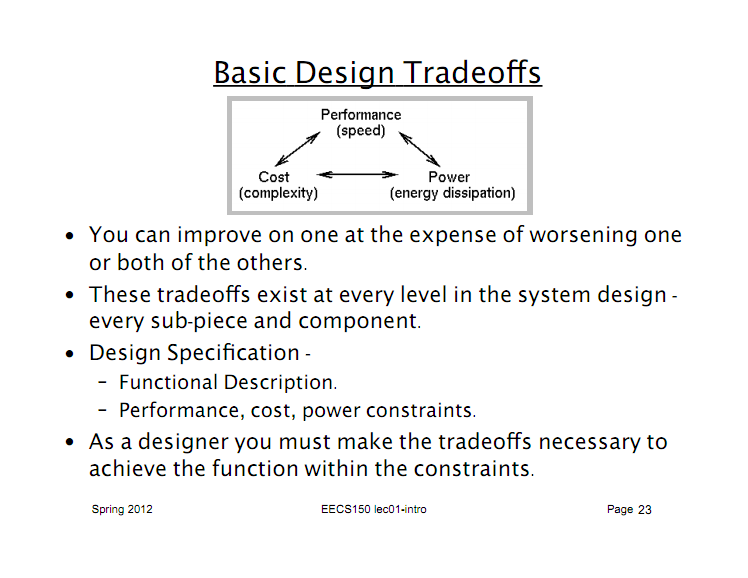 Basic Design Tradeoffs
Performance
(speed)
Cost
(complexity)
Power
(energy dissipation)
• You can improve on one at the expense of worsening one
or both of the others.
• These tradeoffs exist at every level in the system design -
every sub-piece and component.
• Design Specification -
– Functional Description.
– Performance, cost, power constraints.
• As a designer you must make the tradeoffs necessary to
achieve the function within the constraints.
Spring 2012
EECS150 lec01-intro
Page 23